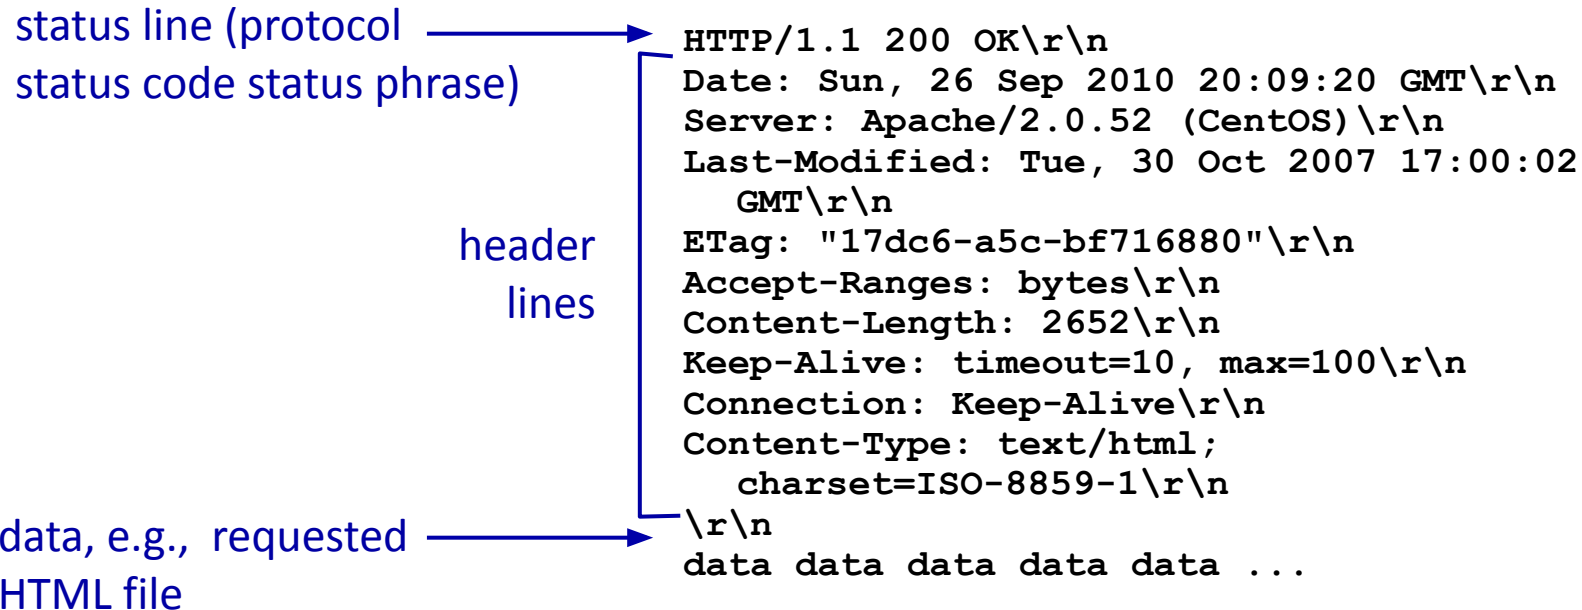 status line (protocol
status code status phrase)
HTTP/1.1 200 OK\r\n
Date: Sun, 26 Sep 2010 20:09:20 GMT\r\n
Server: Apache/2.0.52 (CentOS)\r\n
Last-Modified: Tue, 30 Oct 2007 17:00:02
GMT\r\n
ETag: "17dc6-a5c-bf716880"\r\n
Accept-Ranges: bytes\r\n
Content-Length: 2652\r\n
Keep-Alive: timeout=10, max=100\r\n
Connection: Keep-Alive\r\n
Content-Type: text/html;
charset=ISO-8859-1\r\n
\r\n
data data data data data ...
header
lines
data, e.g., requested
HTML file